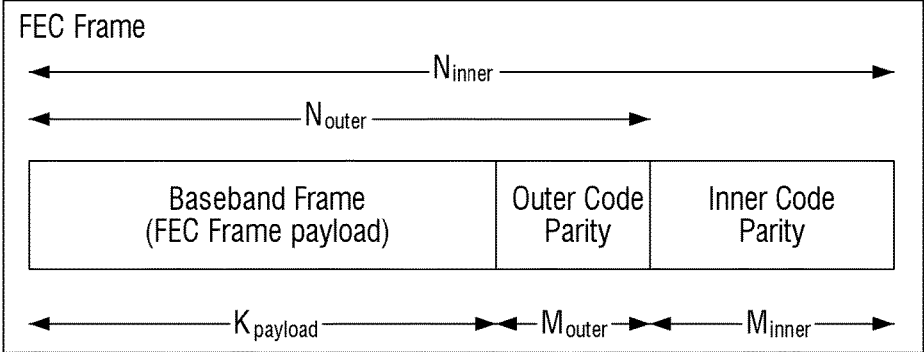 FEC Frame
Ninner
Nouter
Baseband Frame
(FEC Frame payload)
Outer Code
Parity
Inner Code
Parity
Kpayload
Mouter
Minner